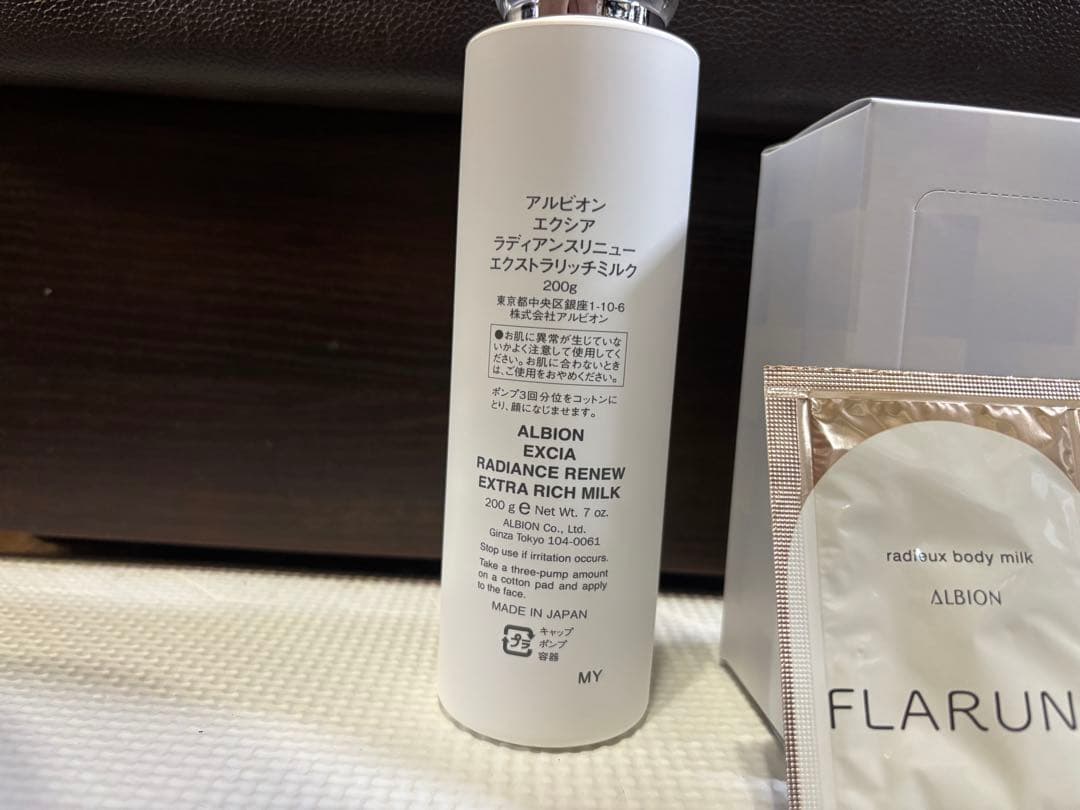 アルビオン
エクシア
ラディアンスリニュー
エクストラリッチミルク
200g
東京都中央区銀座1-10-6
株式会社アルビオン
●お肌に異常が生じていな
いかよく注意して使用してく
ださい。お肌に合わないとき
は、ご使用をおやめください。
ポンプ3回分位をコットンに
とり、顔になじませます。
ALBION
EXCIA
RADIANCE RENEW
EXTRA RICH MILK
200 g e Net Wt. 7 oz.
ALBION Co., Ltd.
Ginza Tokyo 104-0061
Stop use if irritation occurs.
Take a three-pump amount
on a cotton pad and apply
to the face.
MADE IN JAPAN
プラ
キャップ
ポンプ
容器
MY
radieux body milk
ALBION
FLARUN